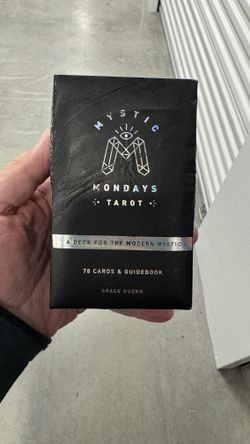 MYSTIC
M
MONDAYS
TAROT
A DECK FOR THE MODERN MYSTIC
78 CARDS & GUIDEBOOK
GRACE DUONG